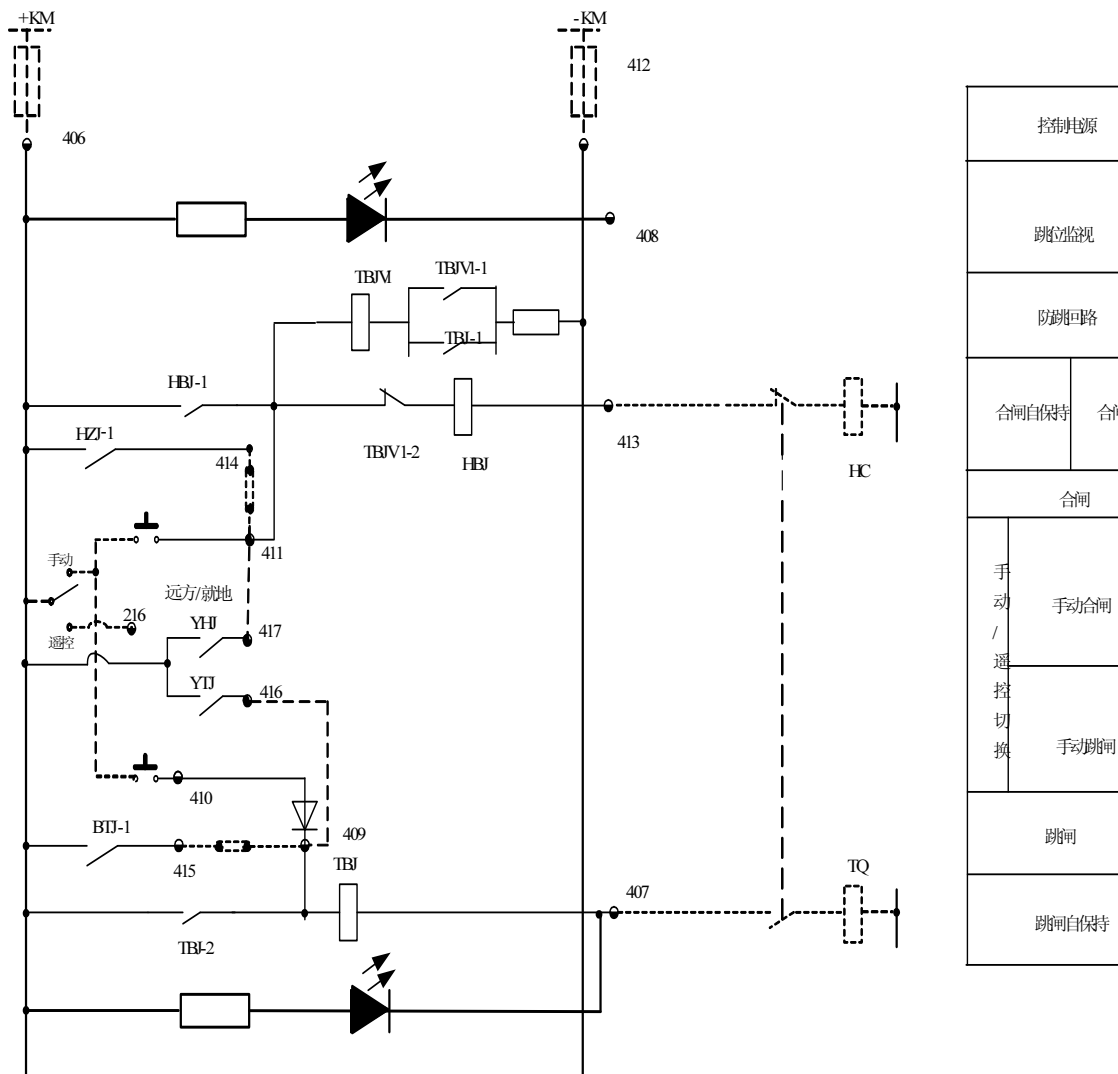 +KM
-KM
412
406
控制电源
408
跳位监视
TBJV1
TBJV1-1
TBJ-1
防跳回路
HBJ-1
TBJV1-2
HBJ
413
HC
合闸自保持
HZJ-1
414
合闸
411
手动
远方/就地
216
遥控
YHJ
417
YTJ
416
手动/遥控切换
手动合闸
手动跳闸
410
BTJ-1
409
415
跳闸
TBJ
407
TQ
TBJ-2
跳闸自保持